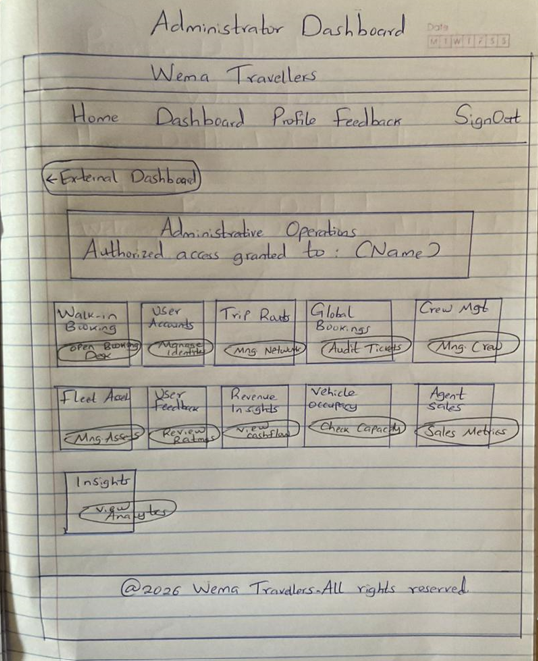 Administrator Dashboard
Date
M T W T F S S
Wema Travellers
Home Dashboard Profile Feedback SignOut
←External Dashboard
Administrative Operations
Authorized access granted to: (Name)
Walk-in Booking
open Booking Desk
User Accounts
Manage Identity
Trip
Mng Network
Global Bookings
Audit Tickets
Crew Mgt
Mng Crew
Fleet
Mng Assets
User Feedback
Review Ratings
Revenue Insights
view cashflow
Vehicle occupancy
Check Capacity
Agent Sales
Sales Metrics
Insights
View Analytics
@2026 Wema Travellers-All rights reserved